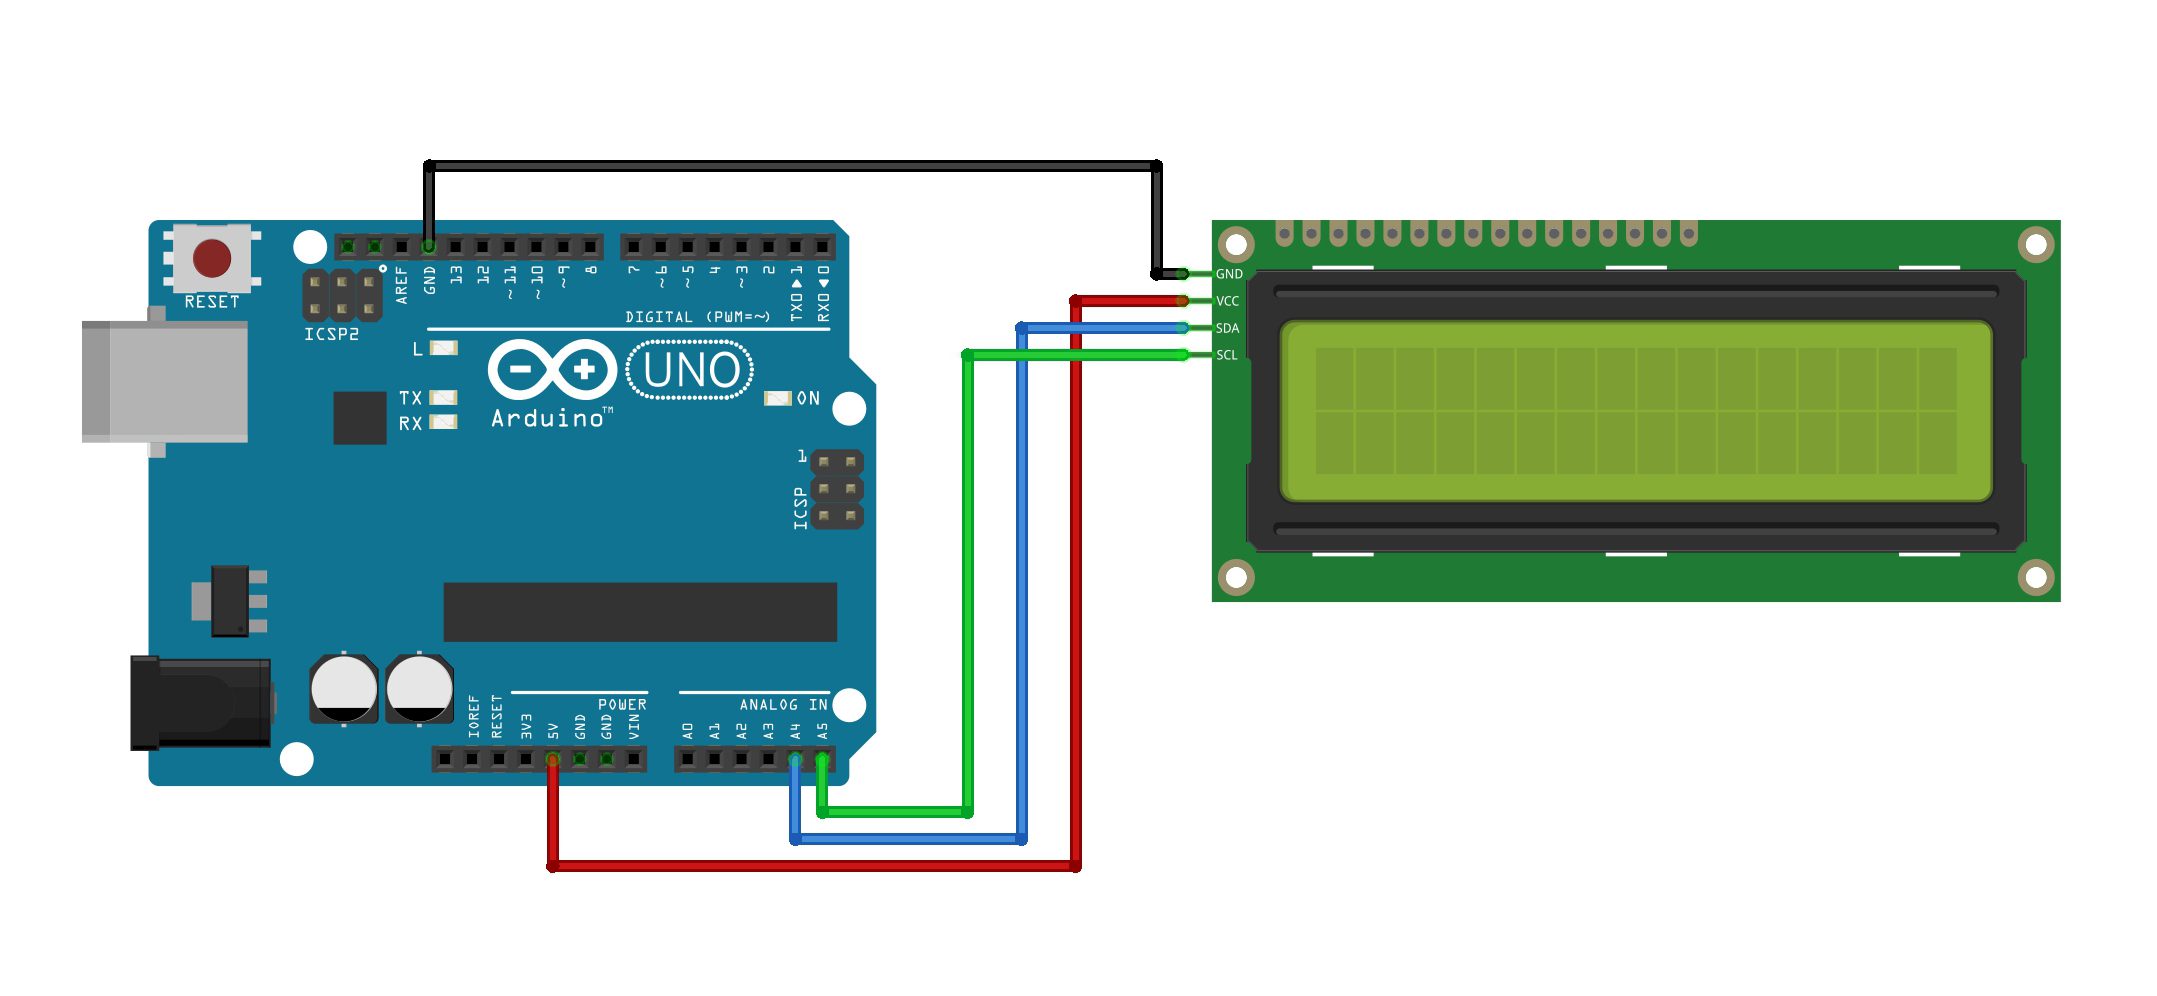 RESET
ICSP2
AREF
GND
13
12
~11
~10
~9
8
7
~6
~5
4
~3
2
TX0▶1
RX0◀0
DIGITAL (PWM=~)
L
TX
RX
Arduino™
UNO
ON
1
ICSP
IOREF
RESET
3V3
5V
GND
GND
VIN
POWER
ANALOG IN
A0
A1
A2
A3
A4
A5
GND
VCC
SDA
SCL